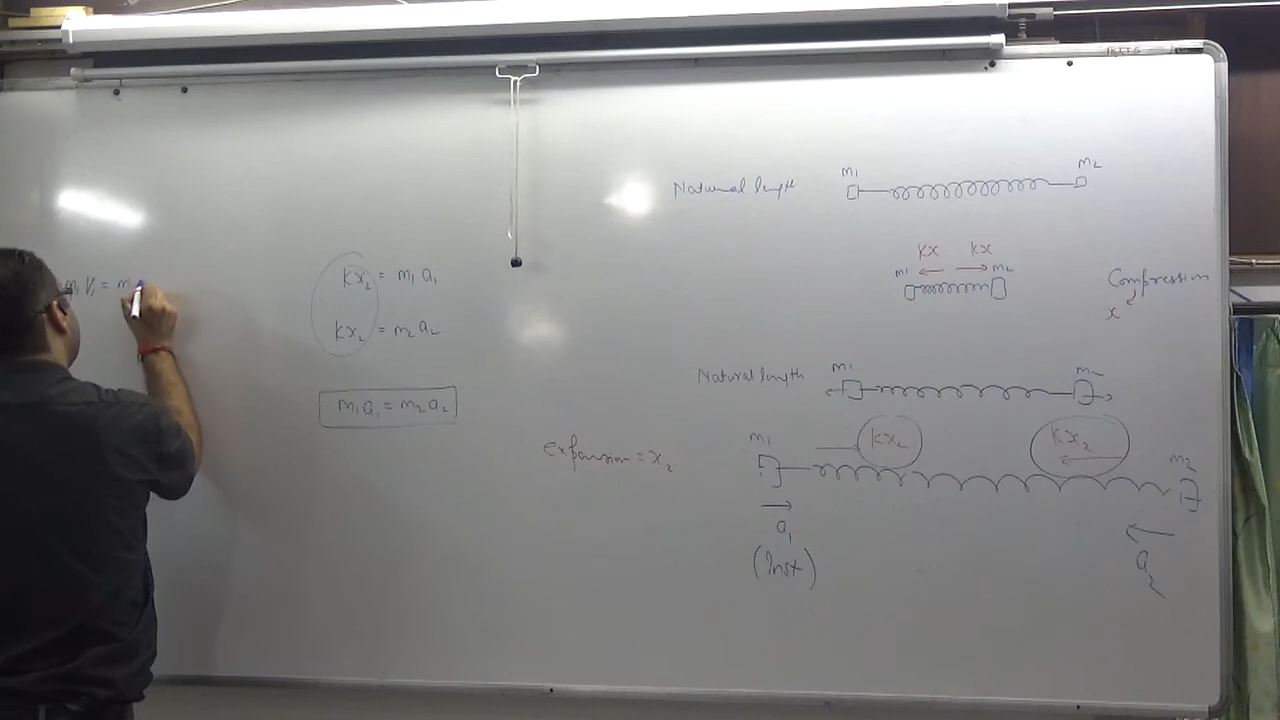 m₁ V₁ = m
kx₂ = m₁ a₁
kx₂ = m₂ a₂
m₁ a₁ = m₂ a₂
Natural length
m₁
m₂
kx
kx
m₁
m₂
Compression
x
Natural length
m₁
m₂
expansion = x₂
m₁
kx₂
kx₂
m₂
a₁
(Inst)
a₂